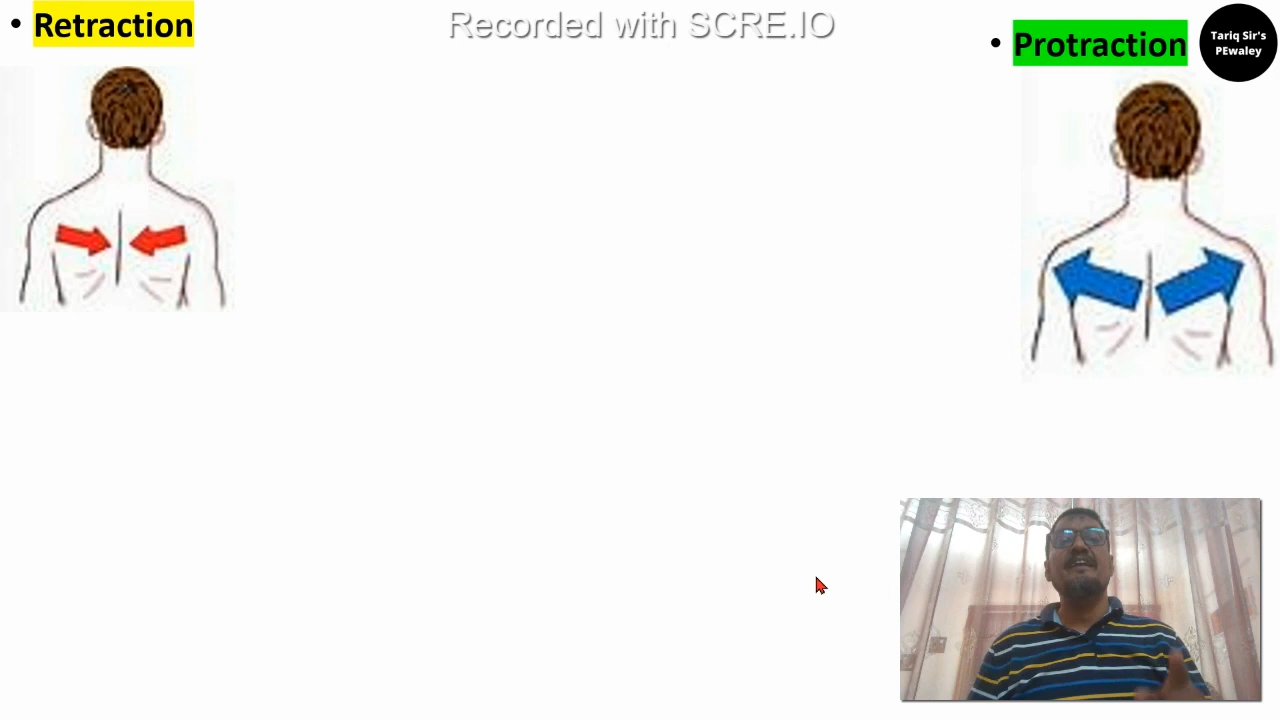 • Retraction
Recorded with SCRE.IO
• Protraction
Tariq Sir's
PEwaley